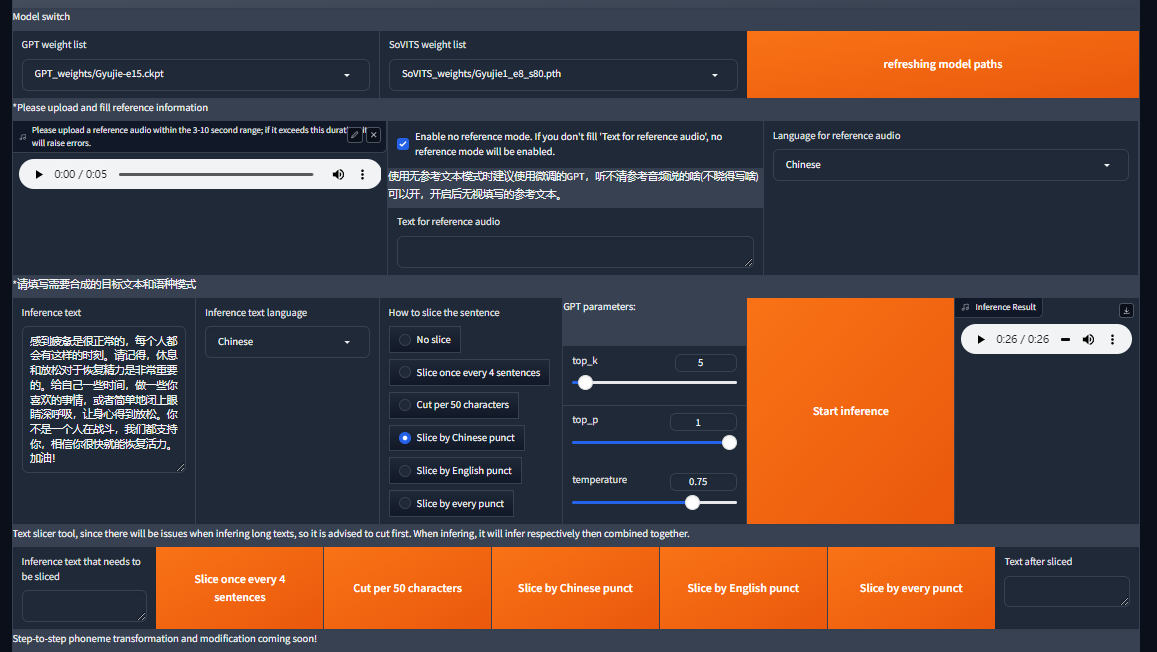 Model switch
GPT weight list
GPT_weights/Gyujie-e15.ckpt
SoVITS weight list
SoVITS_weights/Gyujie1_e8_s80.pth
refreshing model paths
*Please upload and fill reference information
Please upload a reference audio within the 3-10 second range; if it exceeds this durat
will raise errors.
0:00 / 0:05
Enable no reference mode. If you don't fill 'Text for reference audio', no
reference mode will be enabled.
使用无参考文本模式时建议使用微调的GPT，听不清参考音频说的啥(不晓得写啥)
可以开，开启后无视填写的参考文本。
Text for reference audio
Language for reference audio
Chinese
*请填写需要合成的目标文本和语种模式
Inference text
感到疲惫是很正常的，每个人都
会有这样的时刻。请记得，休息
和放松对于恢复精力是非常重要
的。给自己一些时间，做一些你
喜欢的事情，或者简单地闭上眼
睛深呼吸，让身心得到放松。你
不是一个人在战斗，我们都支持
你，相信你很快就能恢复活力。
加油！
Inference text language
Chinese
How to slice the sentence
No slice
Slice once every 4 sentences
Cut per 50 characters
Slice by Chinese punct
Slice by English punct
Slice by every punct
GPT parameters:
top_k
5
top_p
1
temperature
0.75
Start inference
Inference Result
0:26 / 0:26
Text slicer tool, since there will be issues when infering long texts, so it is advised to cut first. When infering, it will infer respectively then combined together.
Inference text that needs to
be sliced
Slice once every 4
sentences
Cut per 50 characters
Slice by Chinese punct
Slice by English punct
Slice by every punct
Text after sliced
Step-to-step phoneme transformation and modification coming soon!